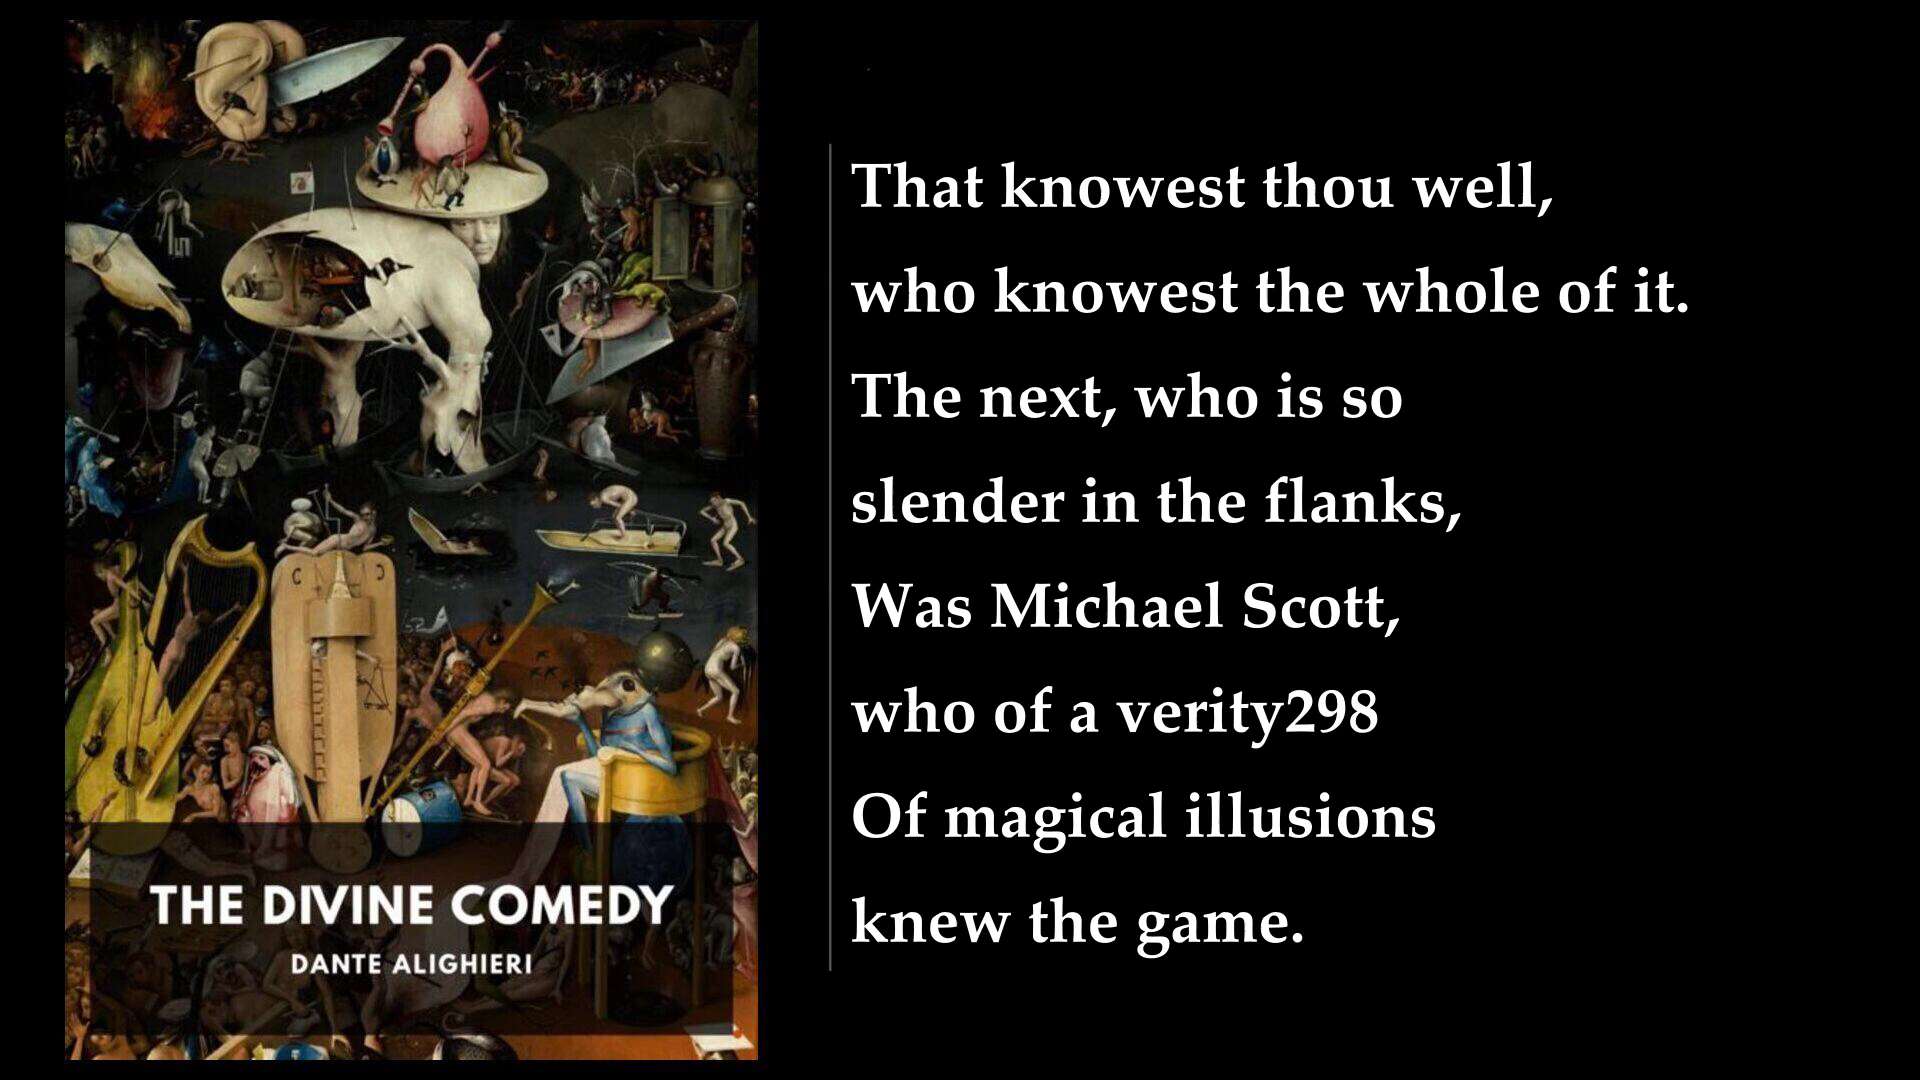 THE DIVINE COMEDY
DANTE ALIGHIERI
That knowest thou well,
who knowest the whole of it.
The next, who is so
slender in the flanks,
Was Michael Scott,
who of a verity298
Of magical illusions
knew the game.